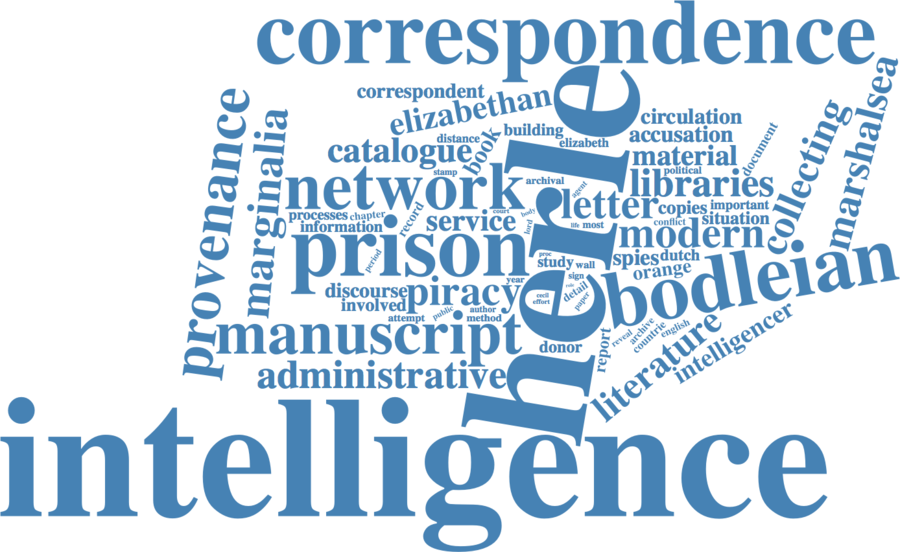 correspondence
correspondent
elizabethan
herle
circulation
marshalsea
provenance
marginalia
distance
book
building
elizabeth
accusation
collecting
catalogue
stamp
material
document
political
network
archival
agent
libraries
processes
chapter
record
service
court
body
lord
letter
copies
important
information
life
most
conflict
situation
prison
modern
period
proc
study
wall
spies
dutch
orange
sign
year
discourse
piracy
role
detail
bodleian
involved
cecil
effort
paper
attempt
public
author
method
manuscript
donor
report
reveal
archive
countrie
english
literature
intelligencer
administrative
intelligence